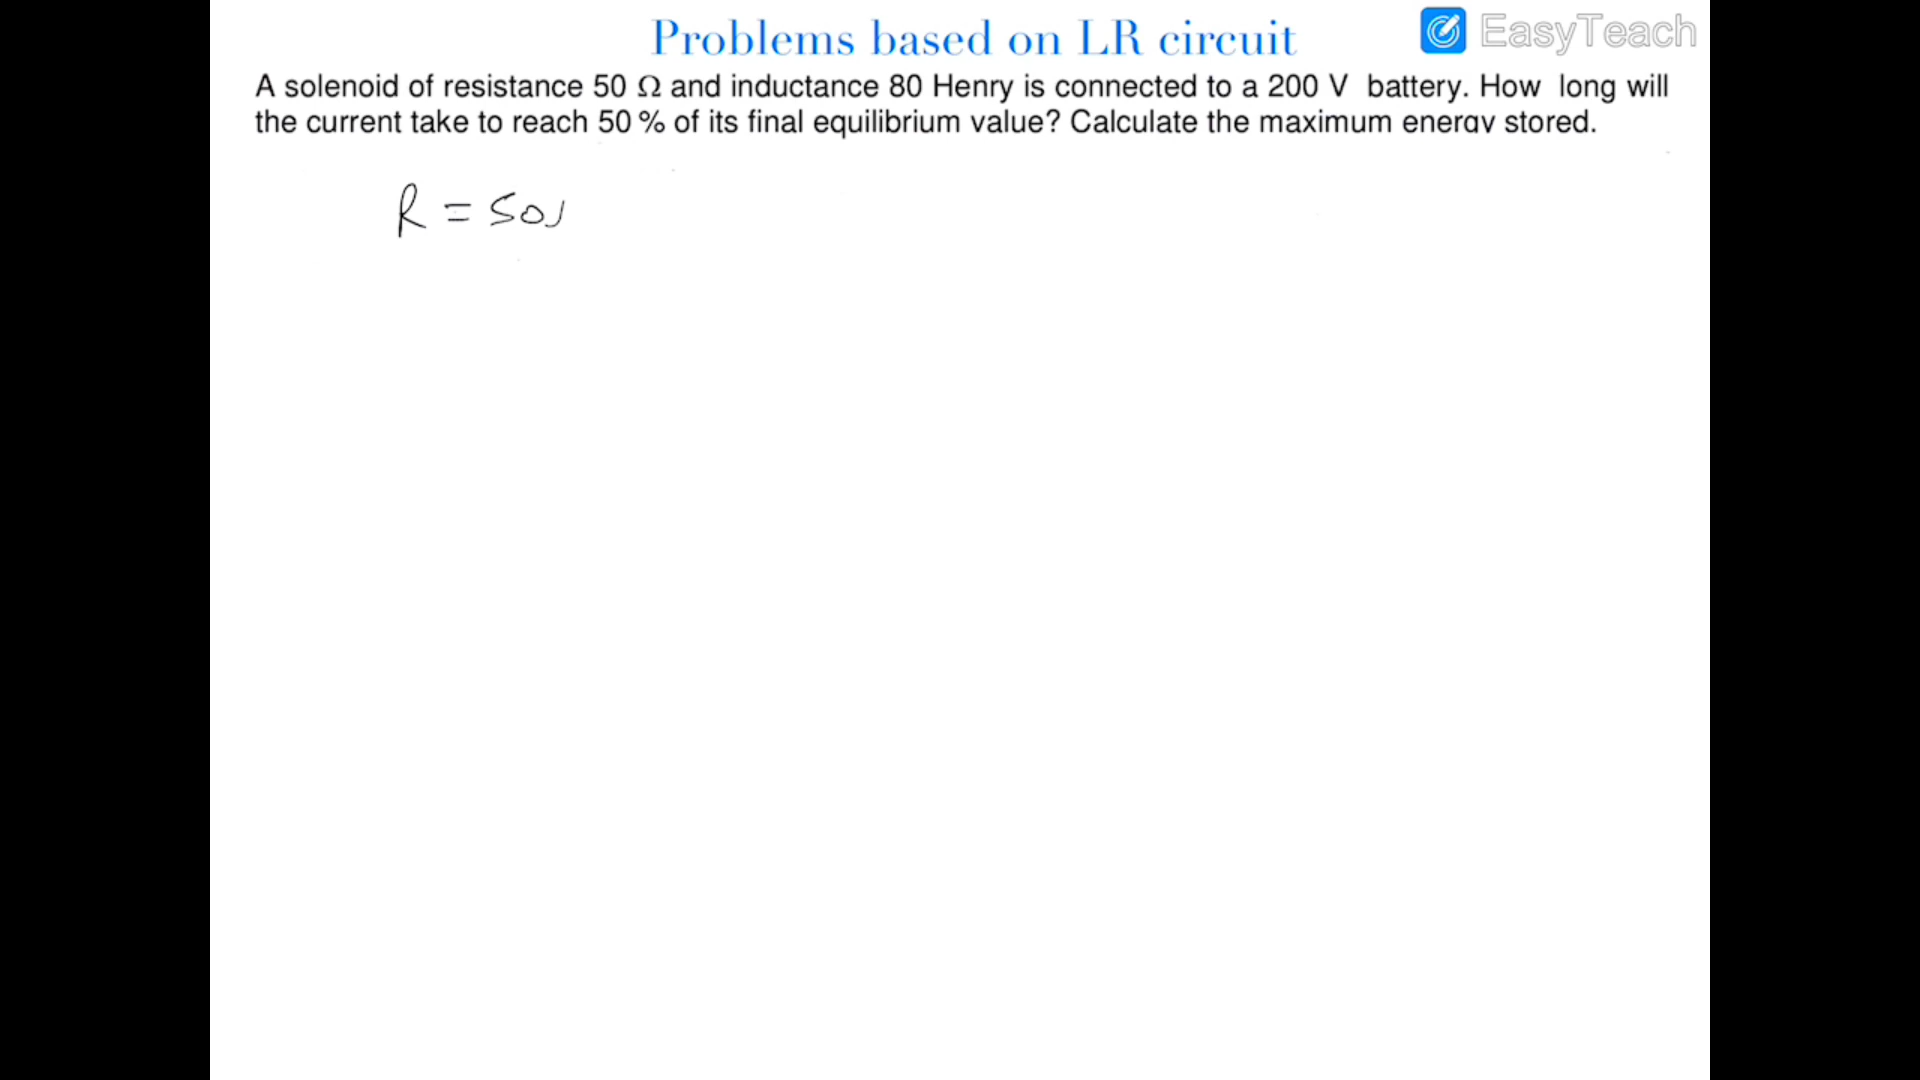 Problems based on LR circuit
EasyTeach
A solenoid of resistance 50 Ω and inductance 80 Henry is connected to a 200 V battery. How long will
the current take to reach 50 % of its final equilibrium value? Calculate the maximum energy stored.
R = 50